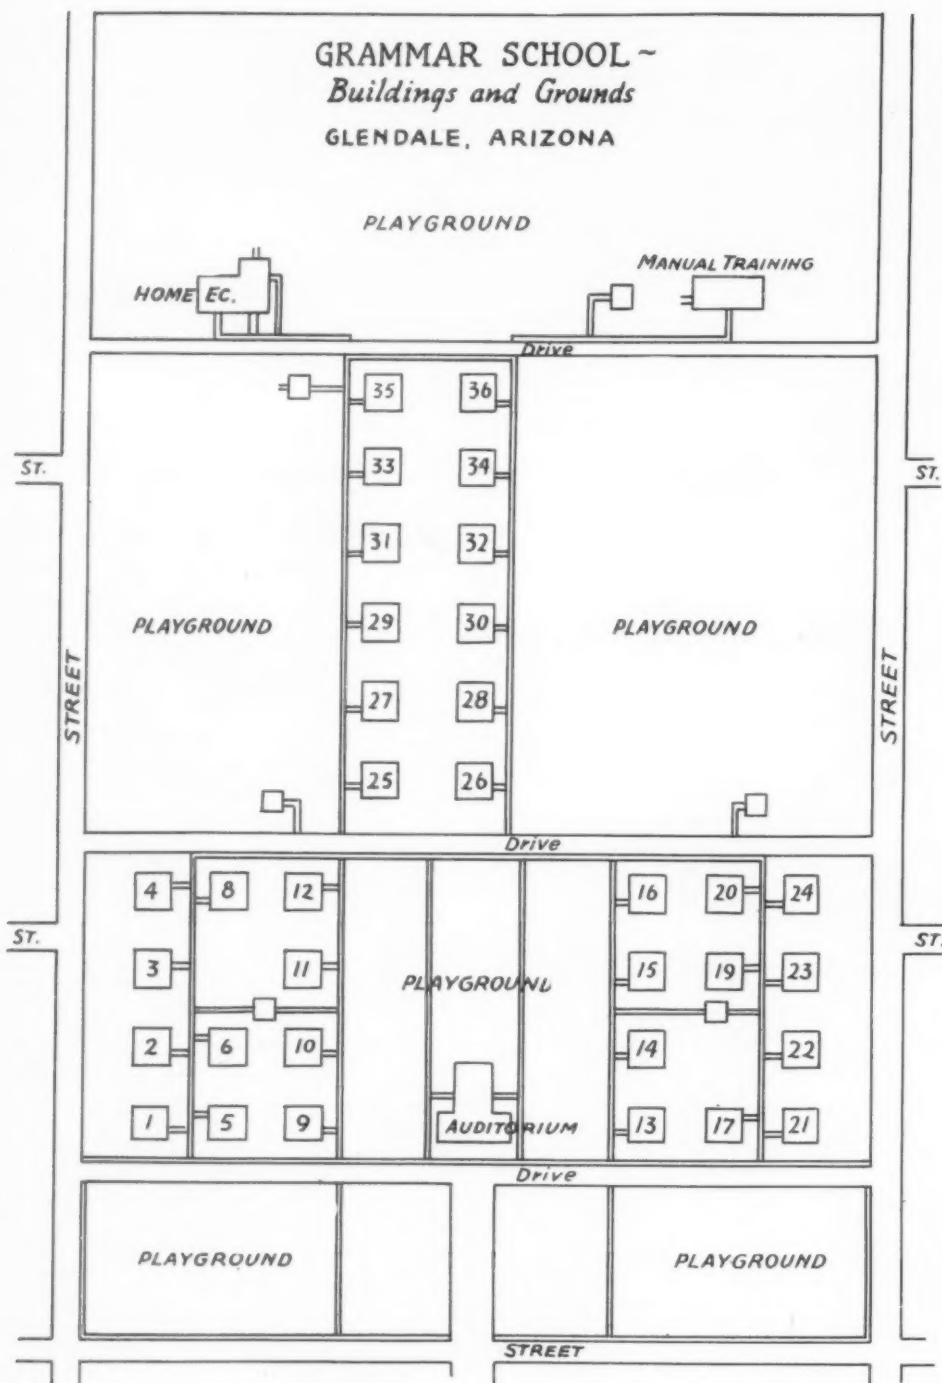 GRAMMAR SCHOOL ~
Buildings and Grounds
GLENDALE, ARIZONA
PLAYGROUND
MANUAL TRAINING
HOME EC.
Drive
35 36
ST. 33 34 ST.
31 32
PLAYGROUND 29 30 PLAYGROUND
STREET STREET
27 28
25 26
Drive
4 8 12 16 20 24
ST. ST.
3 11 PLAYGROUND 15 19 23
2 6 10 14 22
1 5 9 AUDITORIUM 13 17 21
Drive
PLAYGROUND PLAYGROUND
STREET